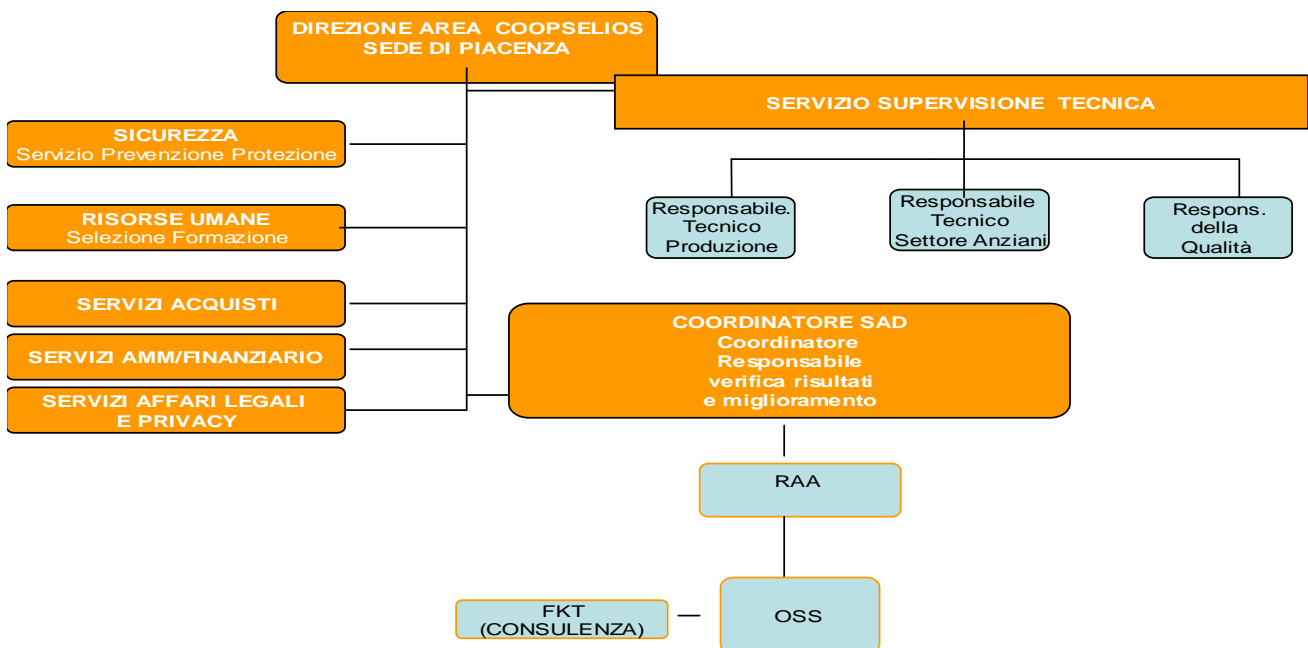 DIREZIONE AREA COOPSELIOS
SEDE DI PIACENZA
SERVIZIO SUPERVISIONE TECNICA
SICUREZZA
Servizio Prevenzione Protezione
RISORSE UMANE
Selezione Formazione
Responsabile.
Tecnico
Produzione
Responsabile
Tecnico
Settore Anziani
Respons.
della
Qualità
SERVIZI ACQUISTI
SERVIZI AMM/FINANZIARIO
SERVIZI AFFARI LEGALI
E PRIVACY
COORDINATORE SAD
Coordinatore
Responsabile
verifica risultati
e miglioramento
RAA
FKT
(CONSULENZA)
OSS